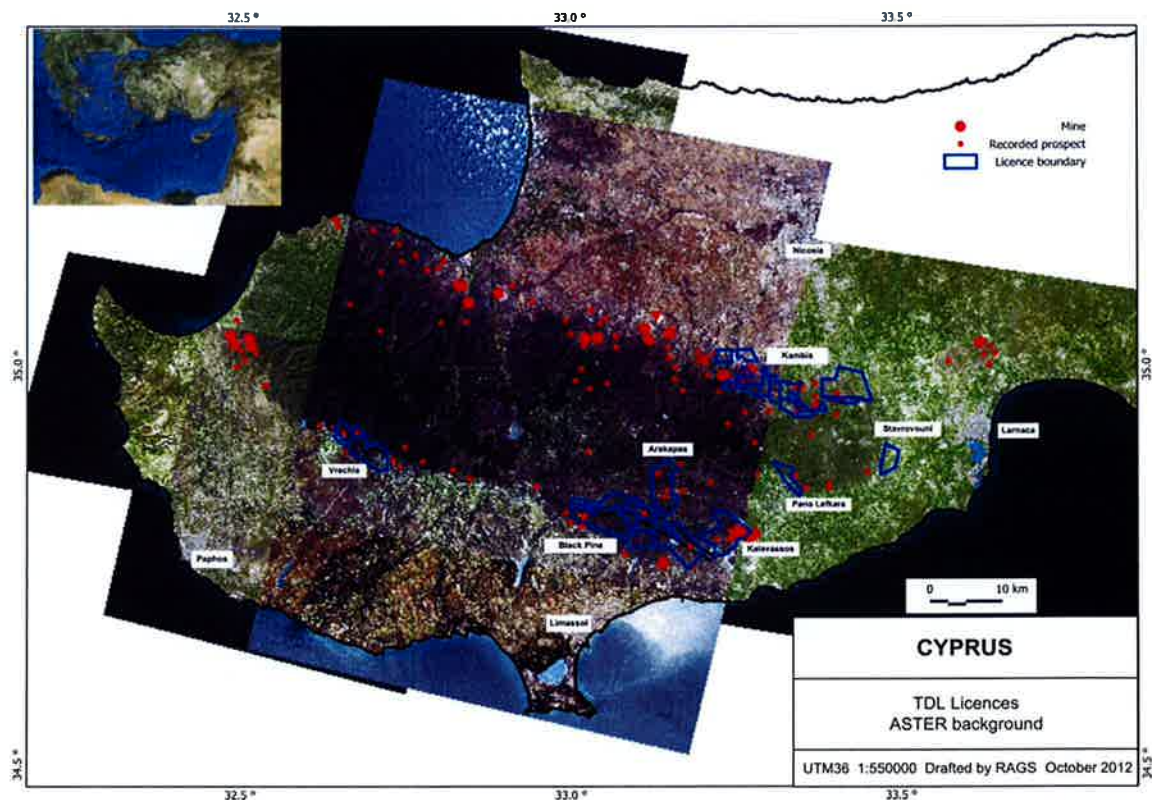 32.5 °
33.0 °
33.5 °
Mine
Recorded prospect
Licence boundary
Nicosia
35.0 °
35.0 °
Kambia
Stavrovouni
Larnaca
Arakapas
Vrechia
Pano Lefkara
Black Pine
Kalavassos
Paphos
0
10 km
Limassol
CYPRUS
TDL Licences
ASTER background
UTM36 1:550000 Drafted by RAGS October 2012
34.5 °
34.5 °
32.5 °
33.0 °
33.5 °